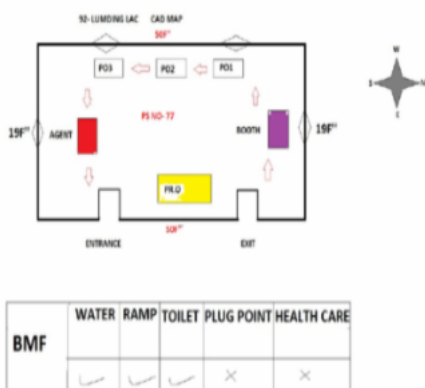 92- LUMDING LAC CAD MAP
50F"
W
PO3 PO2 PO1
S N
PS NO- 77
19F" AGENT BOOTH 19F"
E
PR.O
50F"
ENTRANCE EXIT
BMF WATER RAMP TOILET PLUG POINT HEALTH CARE